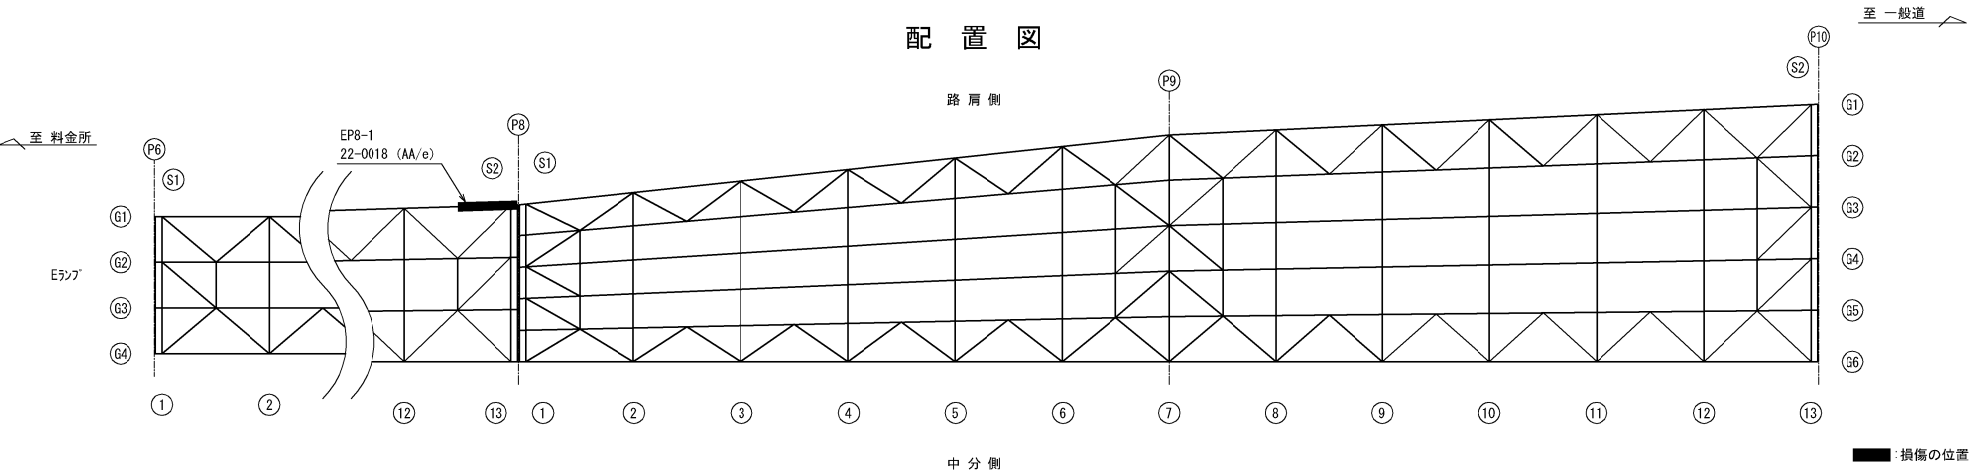 配 置 図
至 一般道
P10
S2
P9
路 肩 側
至 料金所
P6
S1
EP8-1
22-0018 (AA/e)
P8
S2
S1
G1
G2
G3
G4
Eランプ
G1
G2
G3
G4
G5
G6
1
2
12
13
1
2
3
4
5
6
7
8
9
10
11
12
13
中 分 側
:損傷の位置